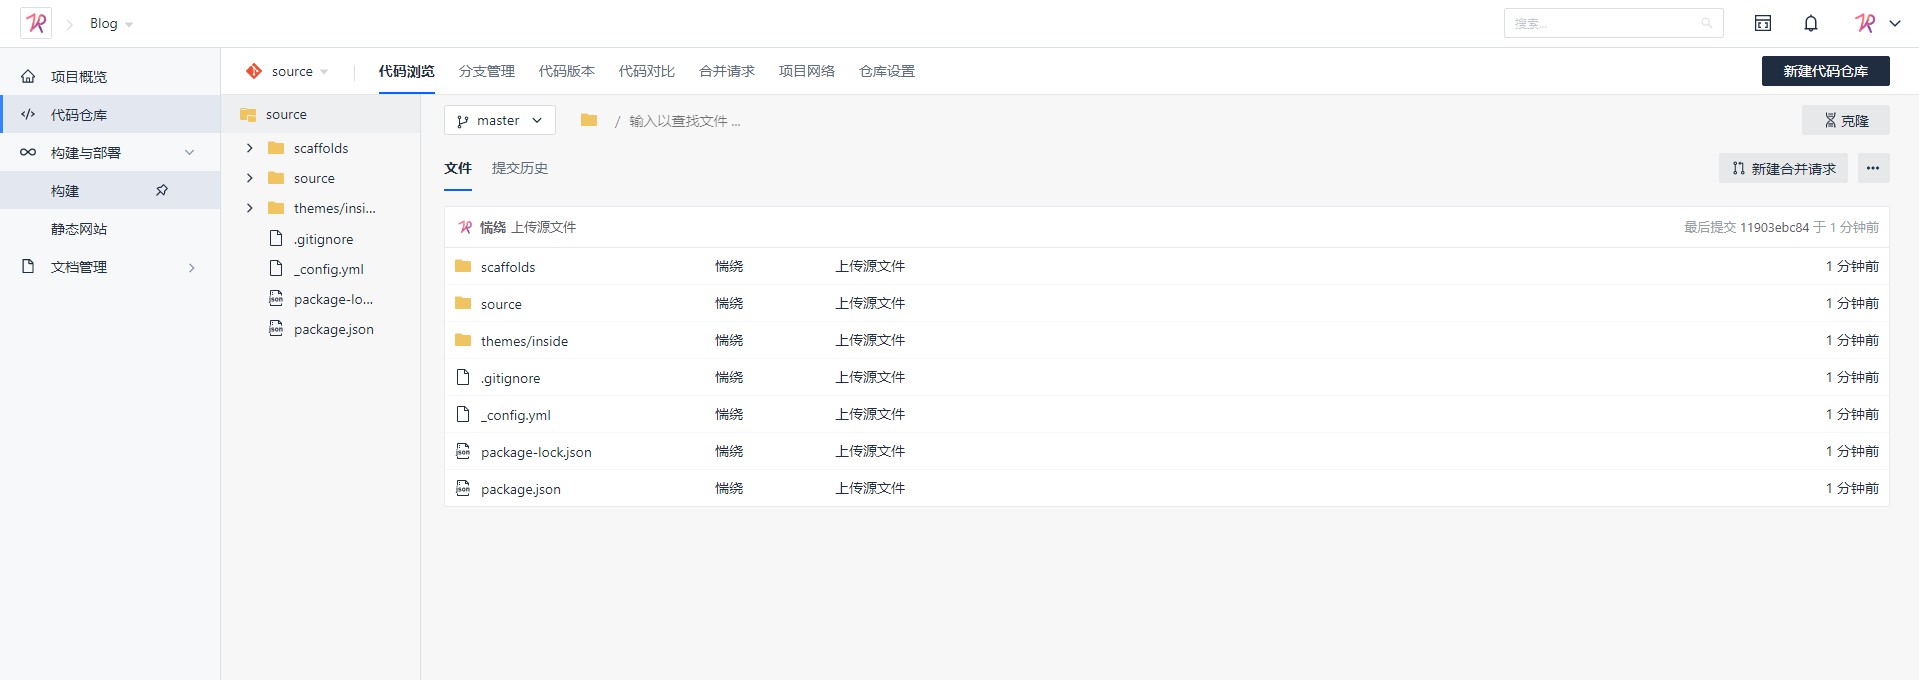 Blog
搜索...
项目概览
代码仓库
构建与部署
构建
静态网站
文档管理
source
代码浏览 分支管理 代码版本 代码对比 合并请求 项目网络 仓库设置
新建代码仓库
source
scaffolds
source
themes/insi...
.gitignore
_config.yml
package-lo...
package.json
master / 输入以查找文件 ...
克隆
文件 提交历史
新建合并请求
惴绕 上传源文件 最后提交 11903ebc84 于 1 分钟前
scaffolds 惴绕 上传源文件 1 分钟前
source 惴绕 上传源文件 1 分钟前
themes/inside 惴绕 上传源文件 1 分钟前
.gitignore 惴绕 上传源文件 1 分钟前
_config.yml 惴绕 上传源文件 1 分钟前
package-lock.json 惴绕 上传源文件 1 分钟前
package.json 惴绕 上传源文件 1 分钟前